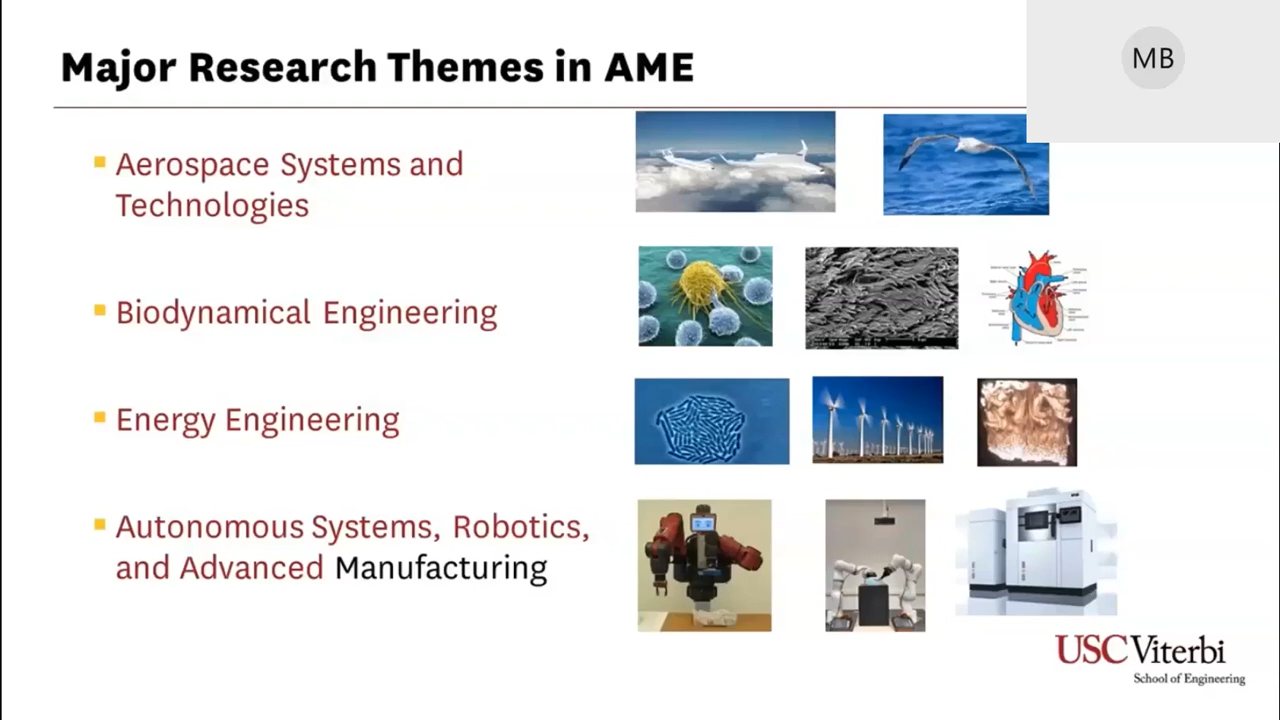 Major Research Themes in AME
MB
Aerospace Systems and
Technologies
Biodynamical Engineering
Energy Engineering
Autonomous Systems, Robotics,
and Advanced Manufacturing
USC Viterbi
School of Engineering